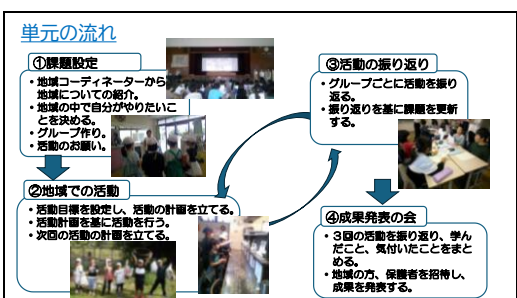 単元の流れ
①課題設定
・地域コーディネーターから
地域についての紹介。
・地域の中で自分がやりたいこ
とを決める。
・グループ作り。
・活動のお願い。
②地域での活動
・活動目標を設定し、活動の計画を立てる。
・活動計画を基に活動を行う。
・次回の活動の計画を立てる。
③活動の振り返り
・グループごとに活動を振り
返る。
・振り返りを基に課題を更新
する。
④成果発表の会
・３回の活動を振り返り、学ん
だこと、気付いたことをまと
める。
・地域の方、保護者を招待し、
成果を発表する。